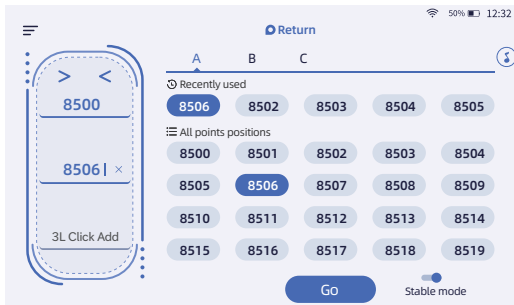 50% 12:32
Return
A B C
Recently used
8506 8502 8503 8504 8505
All points positions
8500 8501 8502 8503 8504
8505 8506 8507 8508 8509
8510 8511 8512 8513 8514
8515 8516 8517 8518 8519
Go
Stable mode
> <
8500
8506 ×
3L Click Add